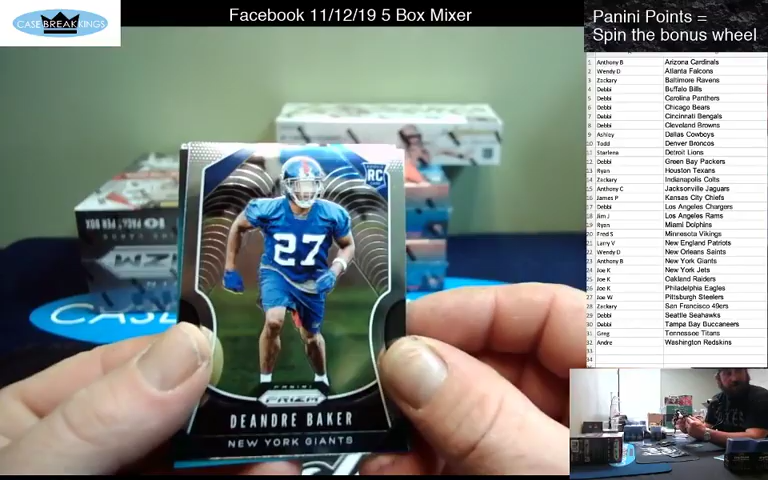 CASE BREAKKINGS
Facebook 11/12/19 5 Box Mixer
Panini Points =
Spin the bonus wheel
1 Anthony B Arizona Cardinals
2 Wendy D Atlanta Falcons
3 Zackary Baltimore Ravens
4 Debbi Buffalo Bills
5 Debbi Carolina Panthers
6 Debbi Chicago Bears
7 Debbi Cincinnati Bengals
8 Debbi Cleveland Browns
9 Ashley Dallas Cowboys
10 Todd Denver Broncos
11 Starlena Detroit Lions
12 Debbi Green Bay Packers
13 Ryan Houston Texans
14 Zackary Indianapolis Colts
15 Anthony C Jacksonville Jaguars
16 James P Kansas City Chiefs
17 Debbi Los Angeles Chargers
18 Jim J Los Angeles Rams
19 Ryan Miami Dolphins
20 Fred S Minnesota Vikings
21 Larry V New England Patriots
22 Wendy D New Orleans Saints
23 Anthony B New York Giants
24 Joe K New York Jets
25 Joe K Oakland Raiders
26 Joe K Philadelphia Eagles
27 Joe W Pittsburgh Steelers
28 Zackary San Francisco 49ers
29 Debbi Seattle Seahawks
30 Debbi Tampa Bay Buccaneers
31 Greg Tennessee Titans
32 Andre Washington Redskins
33
34
RC
27
PANINI
PRIZM
DEANDRE BAKER
NEW YORK GIANTS
CAS